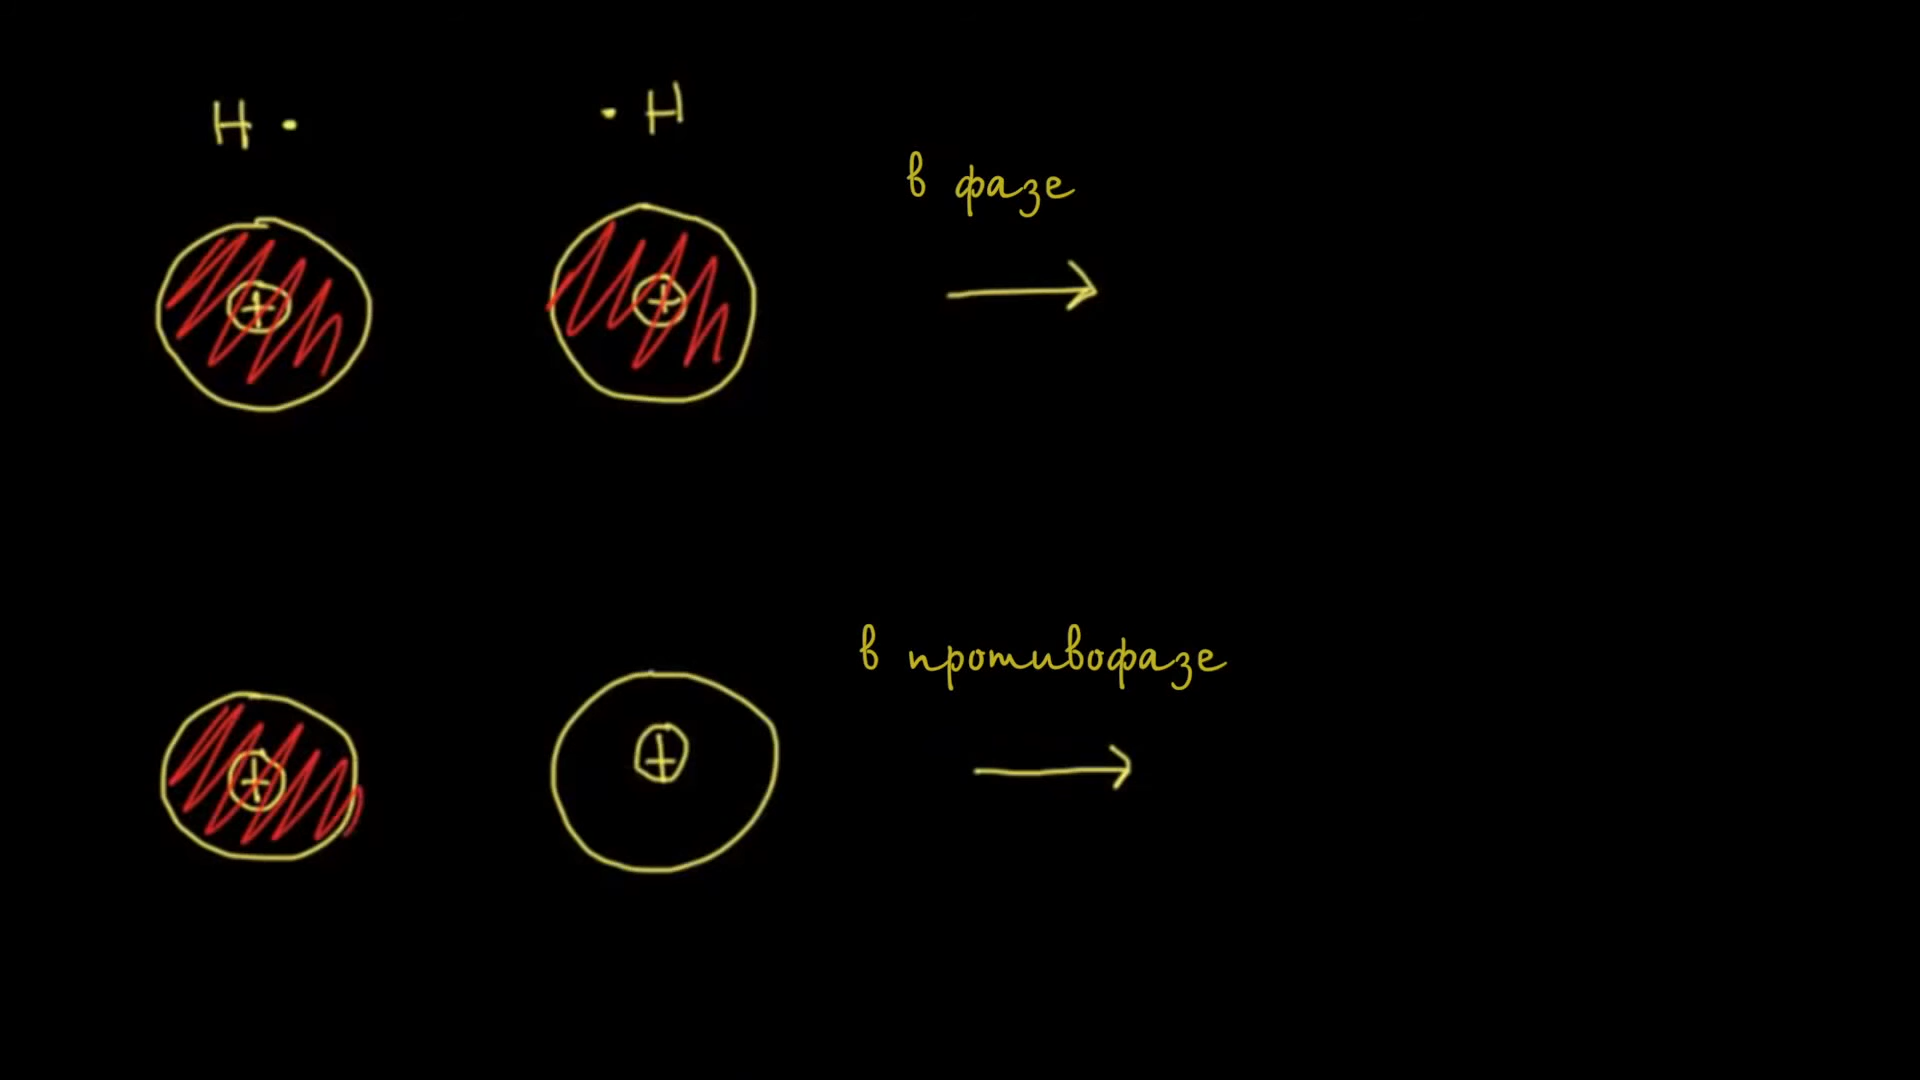 H · · H
в фазе
+ +
в противофазе
+ +